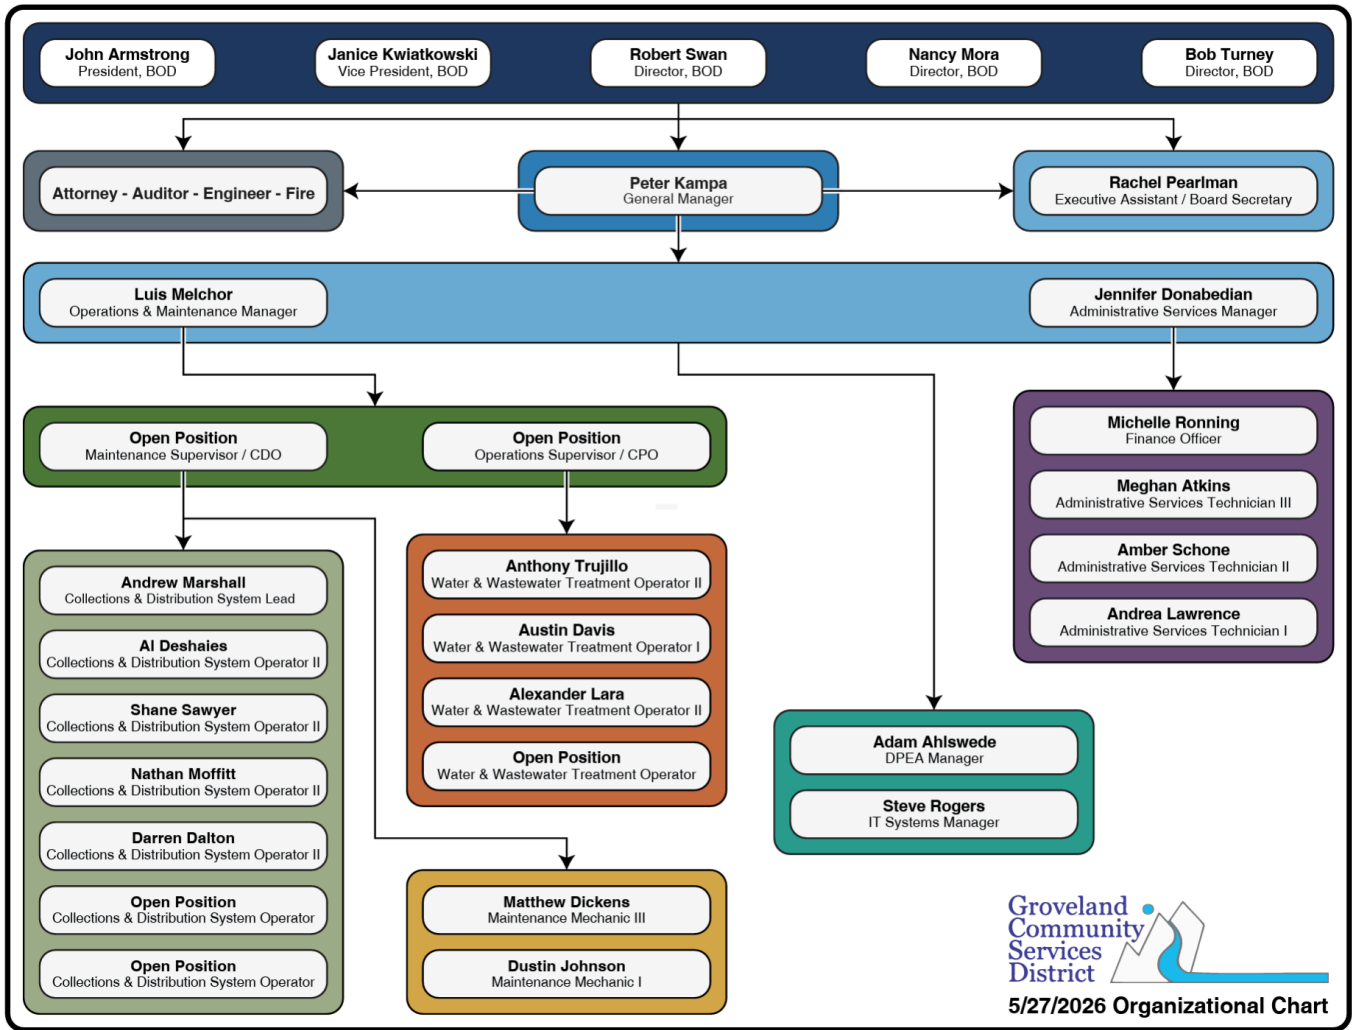 John Armstrong
President, BOD
Janice Kwiatkowski
Vice President, BOD
Robert Swan
Director, BOD
Nancy Mora
Director, BOD
Bob Turney
Director, BOD
Attorney - Auditor - Engineer - Fire
Peter Kampa
General Manager
Rachel Pearlman
Executive Assistant / Board Secretary
Luis Melchor
Operations & Maintenance Manager
Jennifer Donabedian
Administrative Services Manager
Open Position
Maintenance Supervisor / CDO
Open Position
Operations Supervisor / CPO
Michelle Ronning
Finance Officer
Meghan Atkins
Administrative Services Technician III
Amber Schone
Administrative Services Technician II
Andrea Lawrence
Administrative Services Technician I
Andrew Marshall
Collections & Distribution System Lead
Al Deshaies
Collections & Distribution System Operator II
Shane Sawyer
Collections & Distribution System Operator II
Nathan Moffitt
Collections & Distribution System Operator II
Darren Dalton
Collections & Distribution System Operator II
Open Position
Collections & Distribution System Operator
Open Position
Collections & Distribution System Operator
Anthony Trujillo
Water & Wastewater Treatment Operator II
Austin Davis
Water & Wastewater Treatment Operator I
Alexander Lara
Water & Wastewater Treatment Operator II
Open Position
Water & Wastewater Treatment Operator
Matthew Dickens
Maintenance Mechanic III
Dustin Johnson
Maintenance Mechanic I
Adam Ahlswede
DPEA Manager
Steve Rogers
IT Systems Manager
Groveland
Community
Services
District
5/27/2026 Organizational Chart